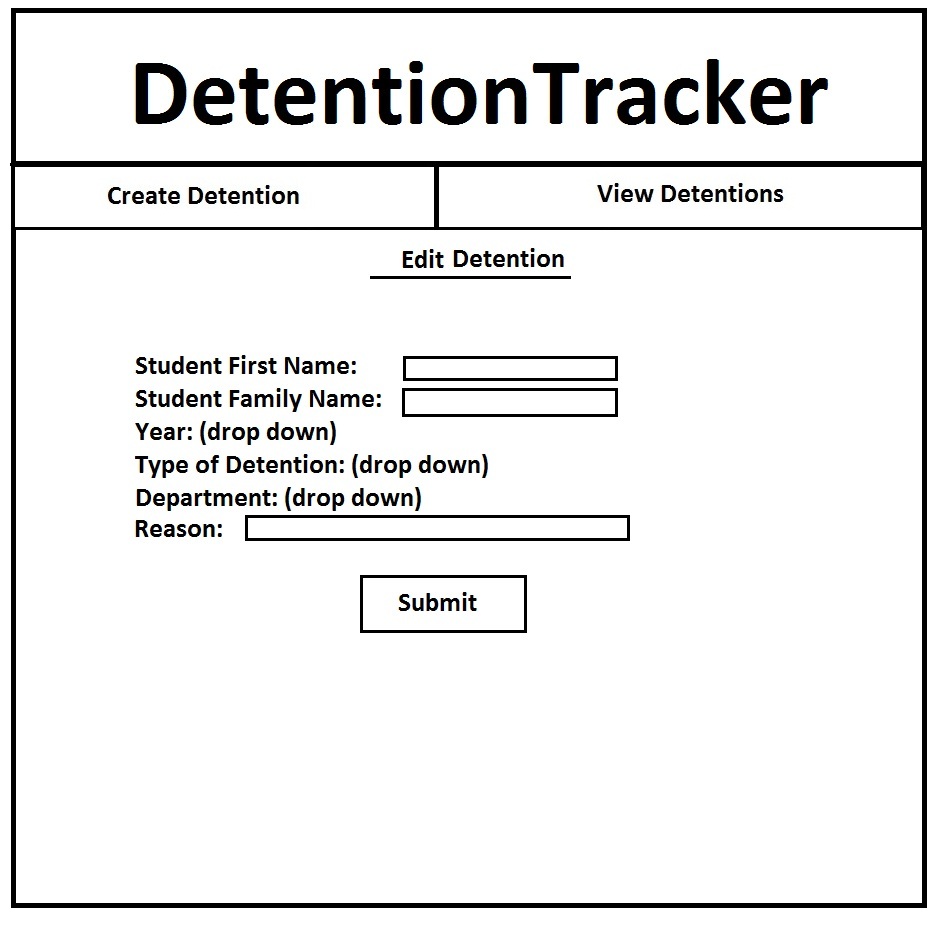 DetentionTracker
Create Detention
View Detentions
Edit Detention
Student First Name:
Student Family Name:
Year: (drop down)
Type of Detention: (drop down)
Department: (drop down)
Reason:
Submit